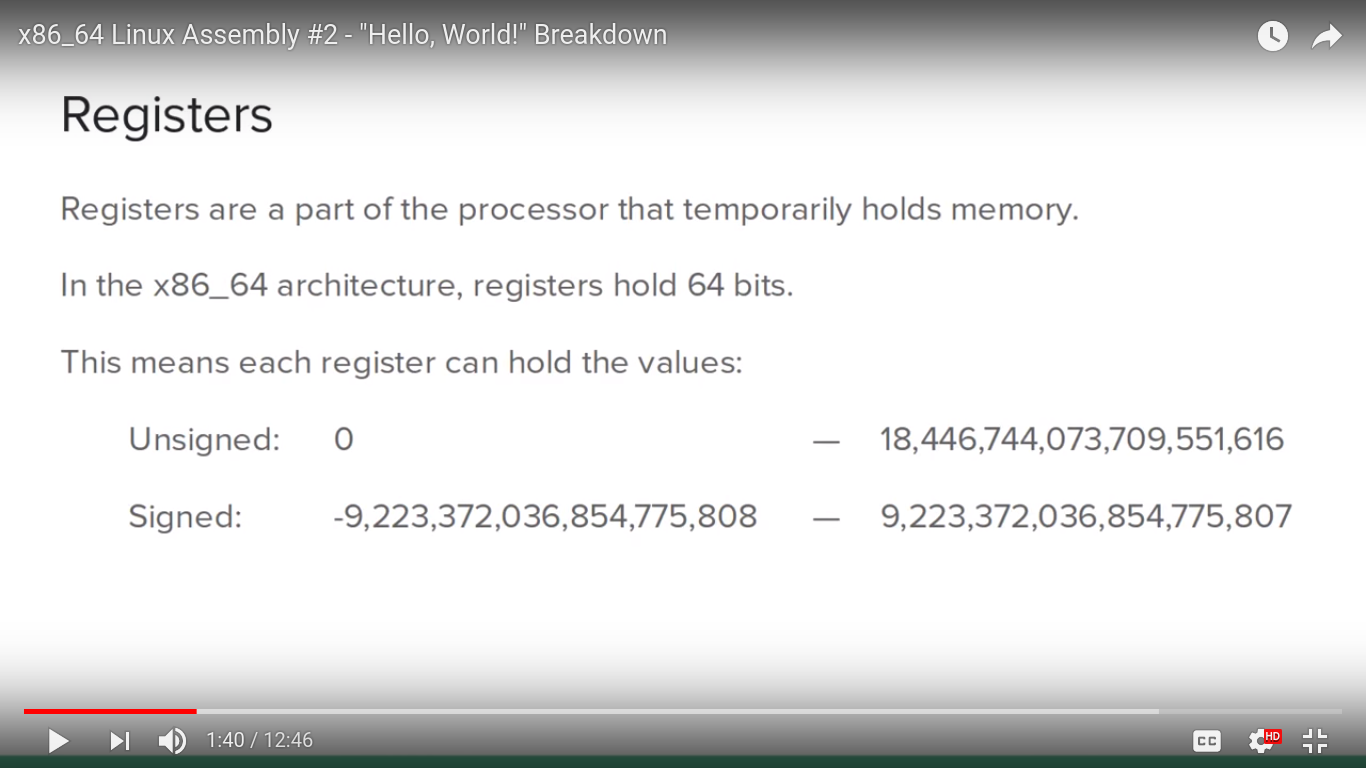 x86_64 Linux Assembly #2 - "Hello, World!" Breakdown
Registers
Registers are a part of the processor that temporarily holds memory.
In the x86_64 architecture, registers hold 64 bits.
This means each register can hold the values:
Unsigned: 0 — 18,446,744,073,709,551,616
Signed: -9,223,372,036,854,775,808 — 9,223,372,036,854,775,807
1:40 / 12:46 CC HD